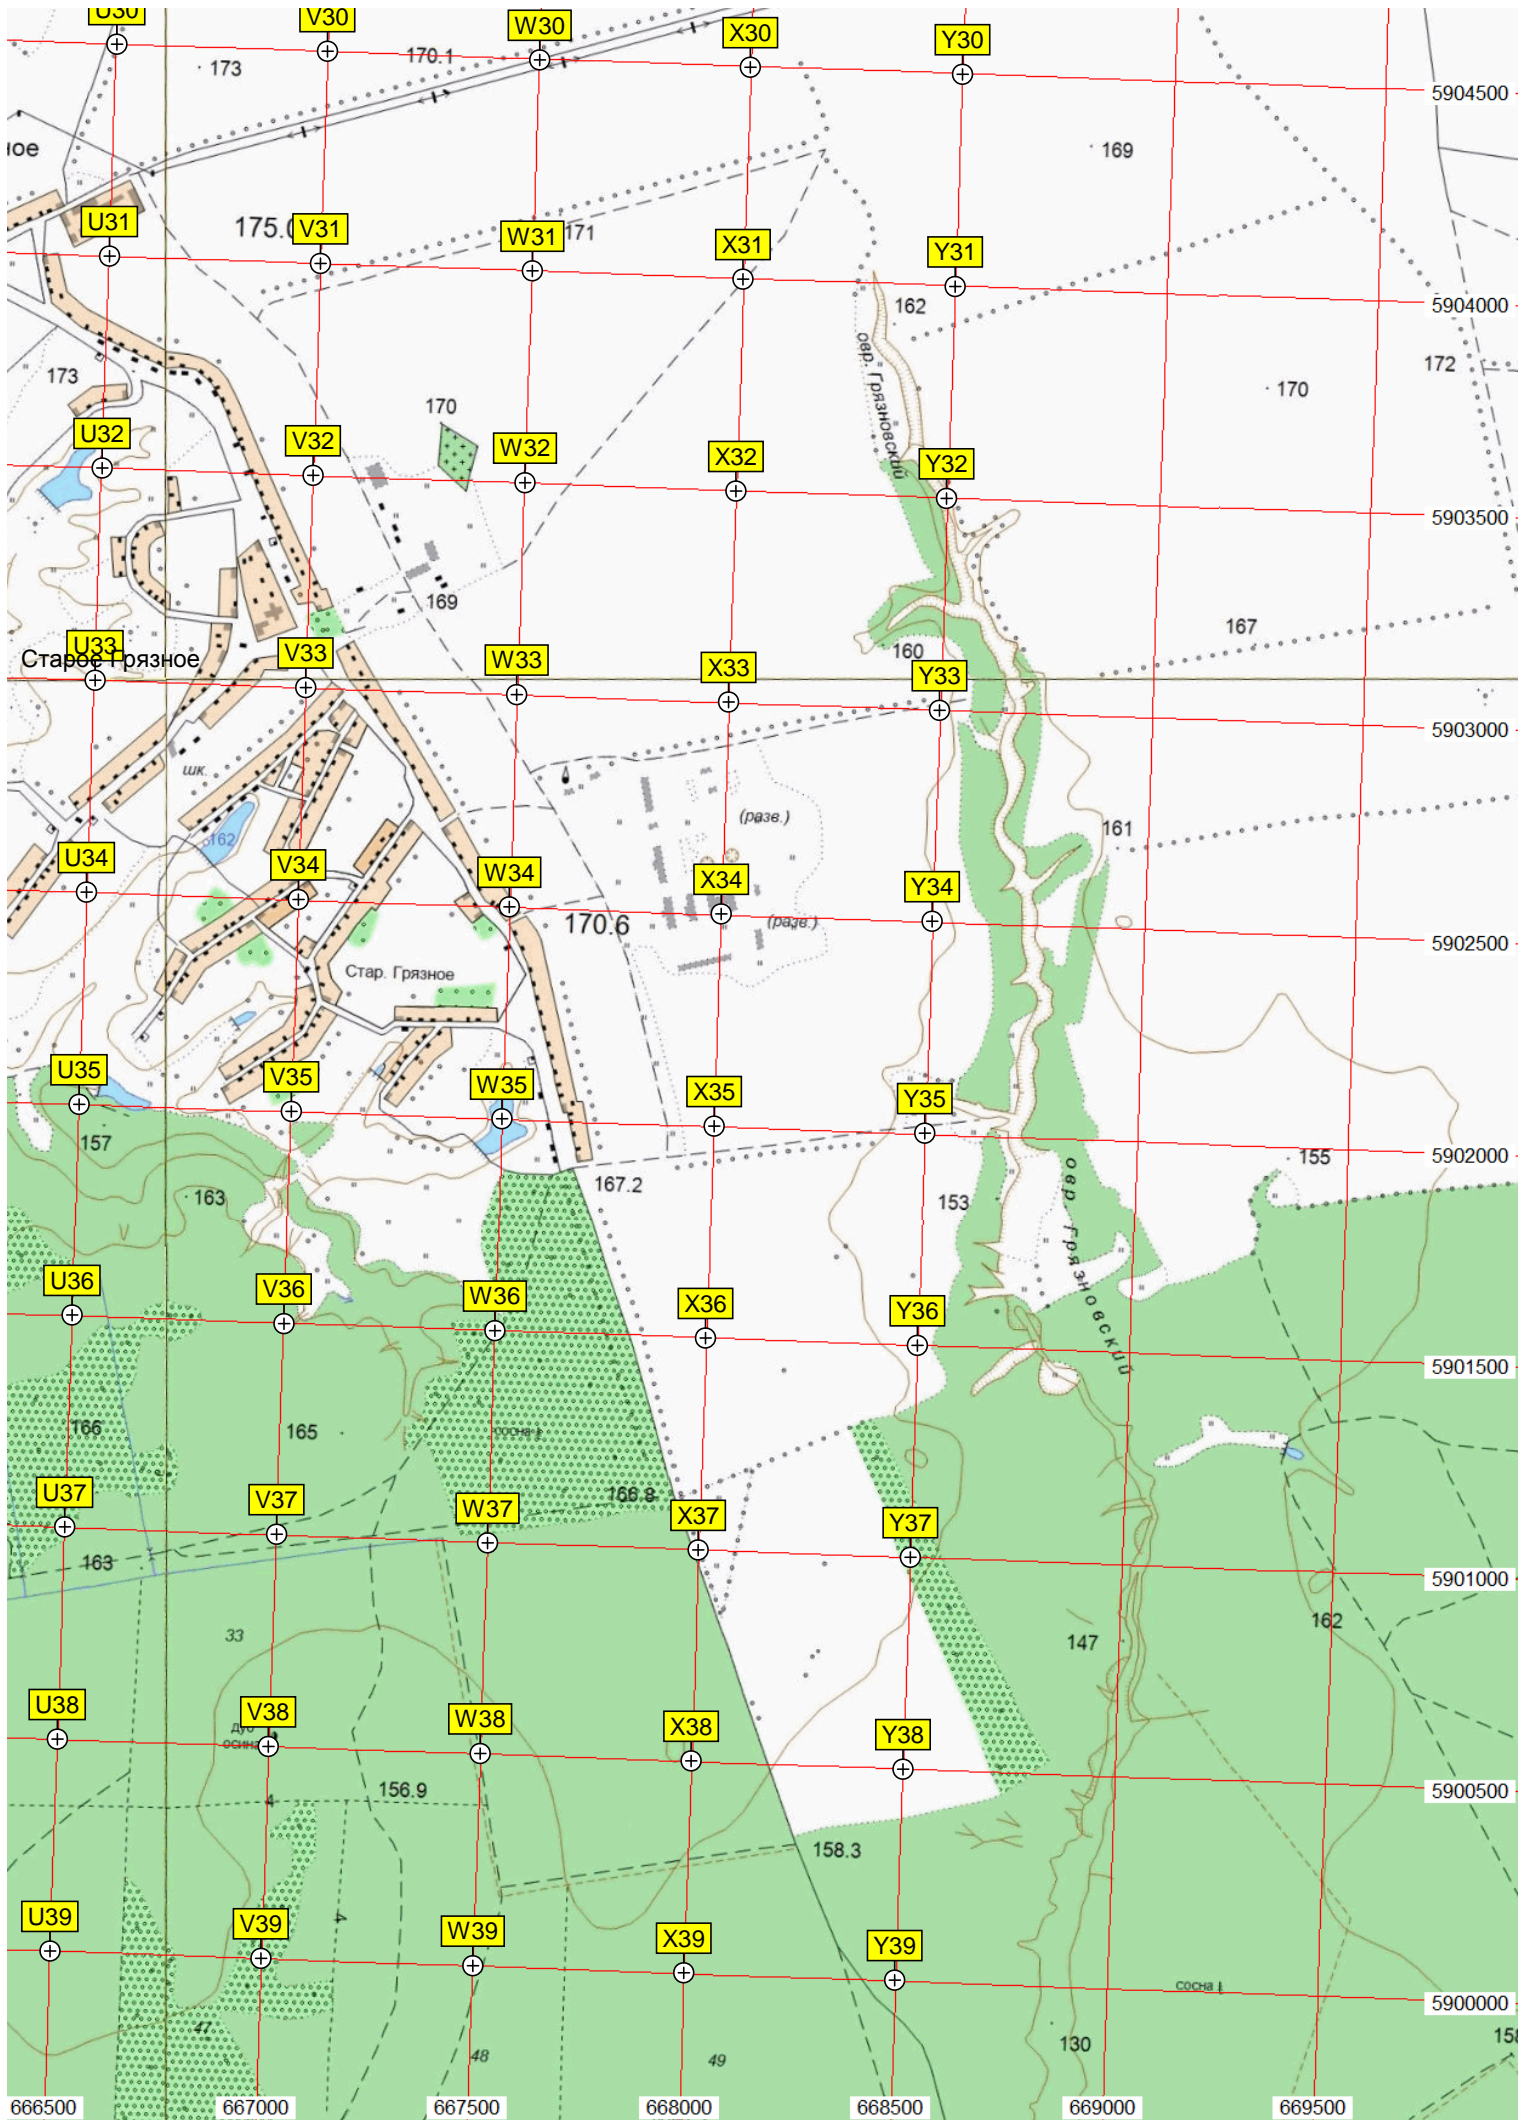 U30 V30 W30 X30 Y30
173 170.1 5904500
169
U31 175.0 V31 W31 171 X31 Y31
162 5904000
овр. Грязновский
173 172
170 170
U32 V32 W32 X32 Y32
5903500
169
167
U33 V33 W33 160 X33 Y33
Старое Грязное
5903000
шк.
(разв.)
162 161
U34 V34 W34 X34 Y34
170.6 (разв.)
5902500
Стар. Грязное
U35 V35 W35 X35 Y35
157 155 5902000
163 167.2 153
овр Грязновский
U36 V36 W36 X36 Y36
5901500
166 165 сосна
166.8
U37 V37 W37 X37 Y37
163 5901000
33 147 162
U38 V38 W38 X38 Y38
дуб
осина
156.9 5900500
4
158.3
4
U39 V39 W39 X39 Y39
сосна
5900000
47 48 49 130
666500 667000 667500 668000 668500 669000 669500